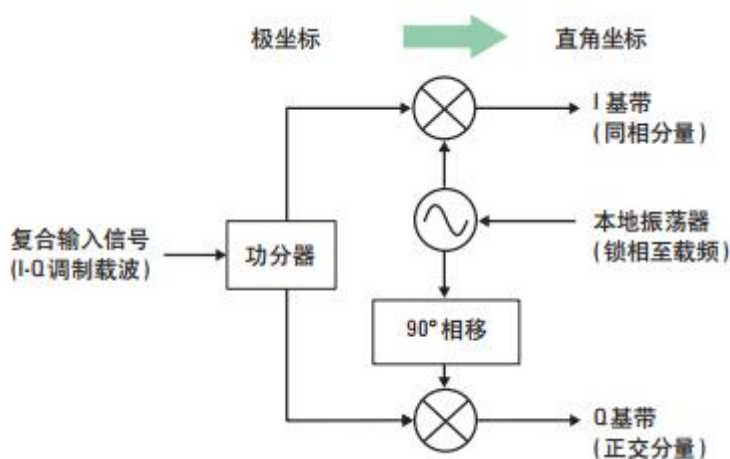 极坐标
直角坐标
I 基带
(同相分量)
复合输入信号
(I-Q 调制载波)
功分器
本地振荡器
(锁相至载频)
90° 相移
Q 基带
(正交分量)